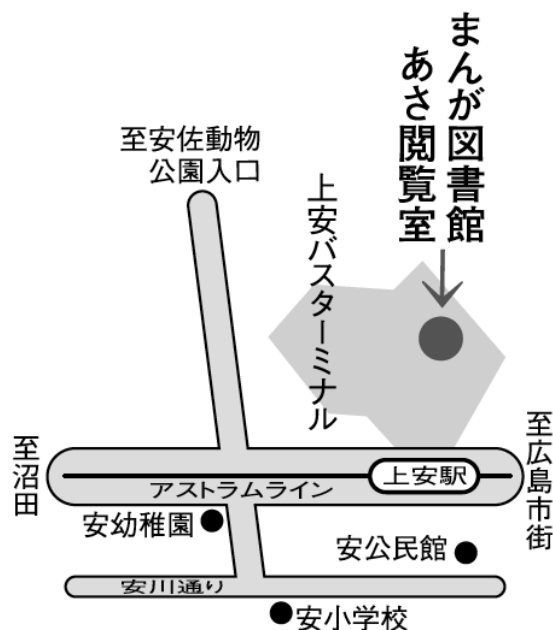 まんが図書館
あさ閲覧室
至安佐動物
公園入口
上安バスターミナル
至沼田
至広島市街
上安駅
アストラムライン
安幼稚園
安公民館
安川通り
安小学校